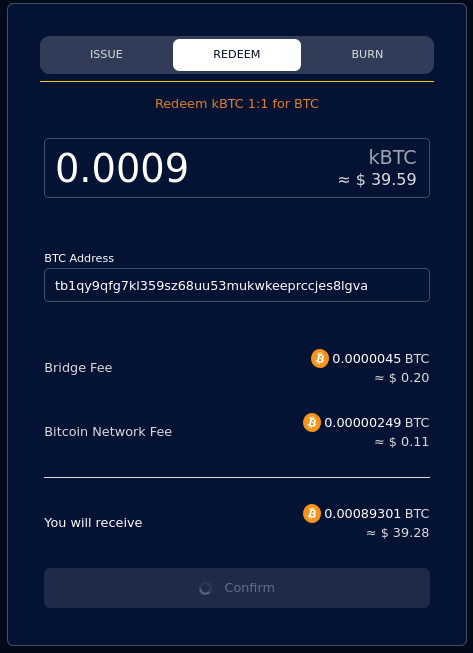 ISSUE REDEEM BURN
Redeem kBTC 1:1 for BTC
0.0009 kBTC
≈ $ 39.59
BTC Address
tb1qy9qfg7kl359sz68uu53mukwkeeprccjes8lgva
Bridge Fee 0.0000045 BTC
≈ $ 0.20
Bitcoin Network Fee 0.00000249 BTC
≈ $ 0.11
You will receive 0.00089301 BTC
≈ $ 39.28
Confirm